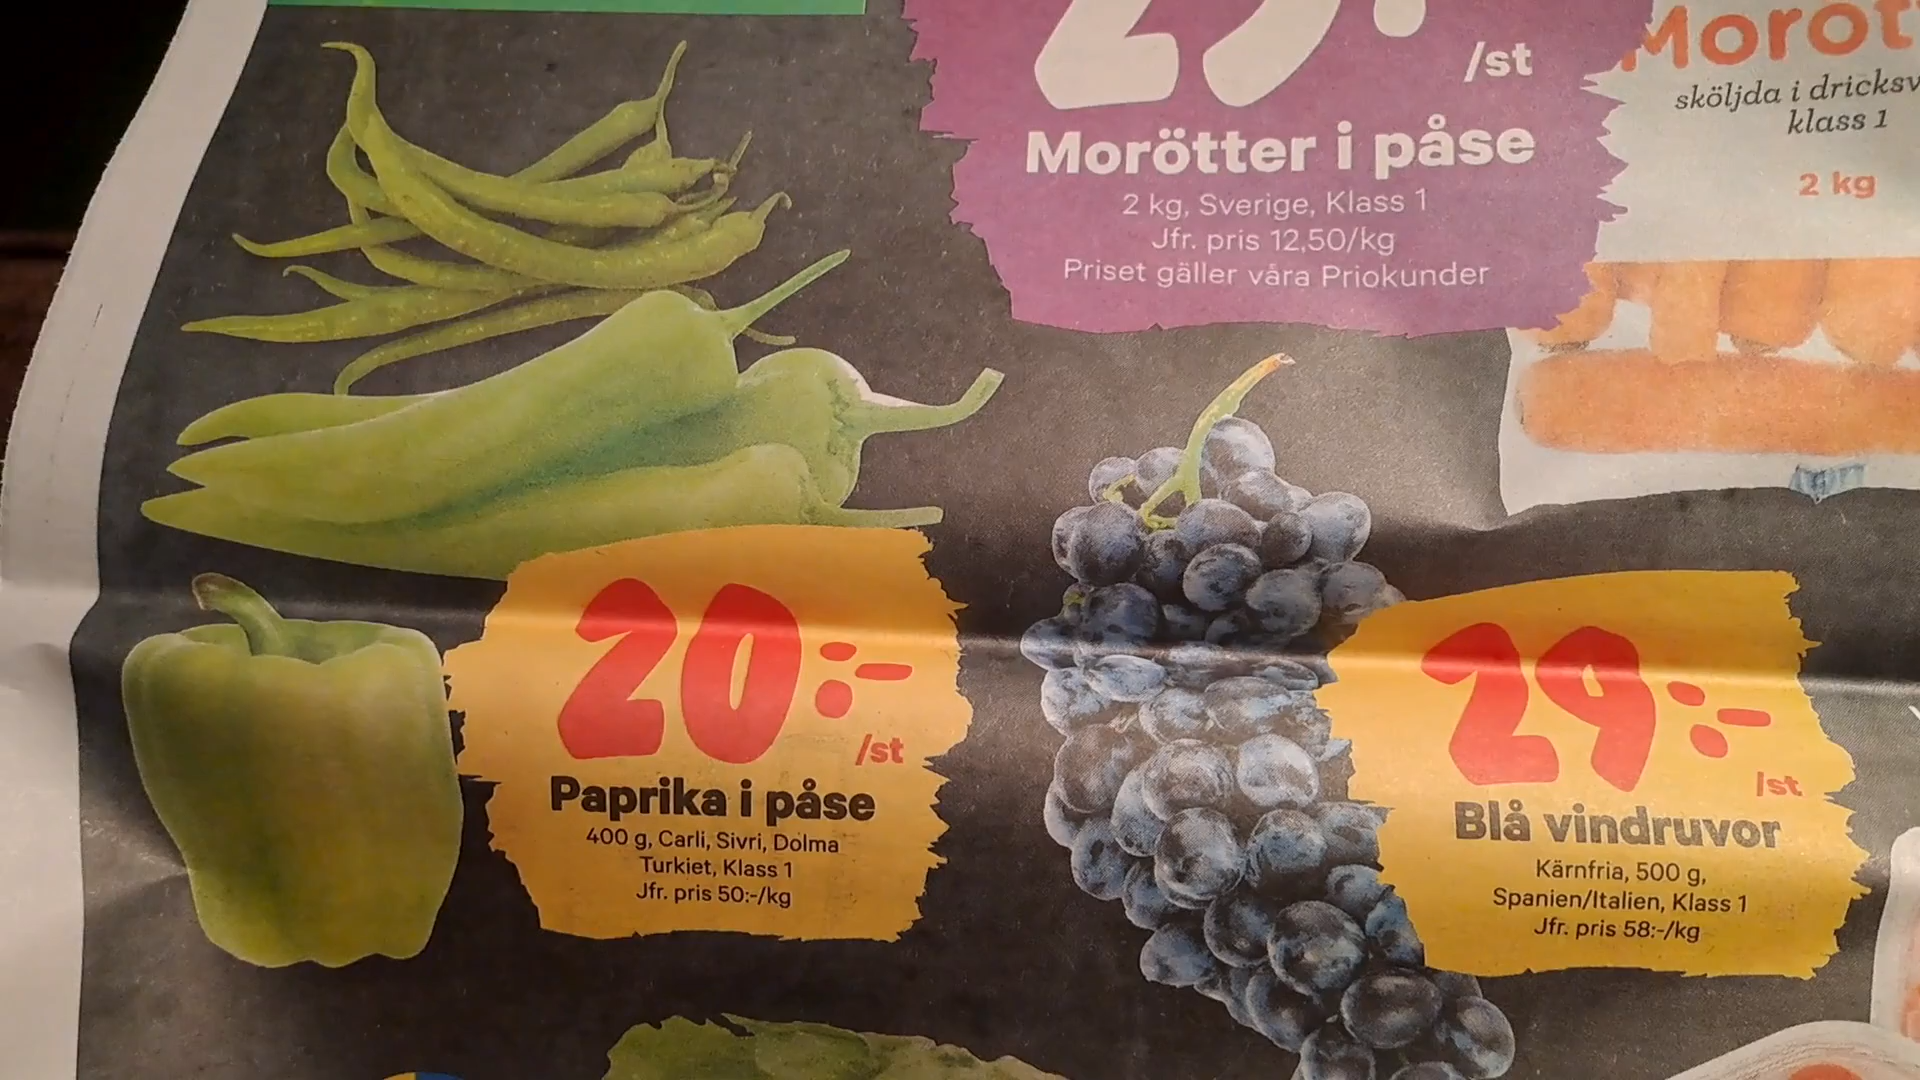 /st
Morötter i påse
2 kg, Sverige, Klass 1
Jfr. pris 12,50/kg
Priset gäller våra Priokunder
sköljda i
klass 1
2 kg
20:-
/st
Paprika i påse
400 g, Carli, Sivri, Dolma
Turkiet, Klass 1
Jfr. pris 50:-/kg
29:-
/st
Blå vindruvor
Kärnfria, 500 g,
Spanien/Italien, Klass 1
Jfr. pris 58:-/kg